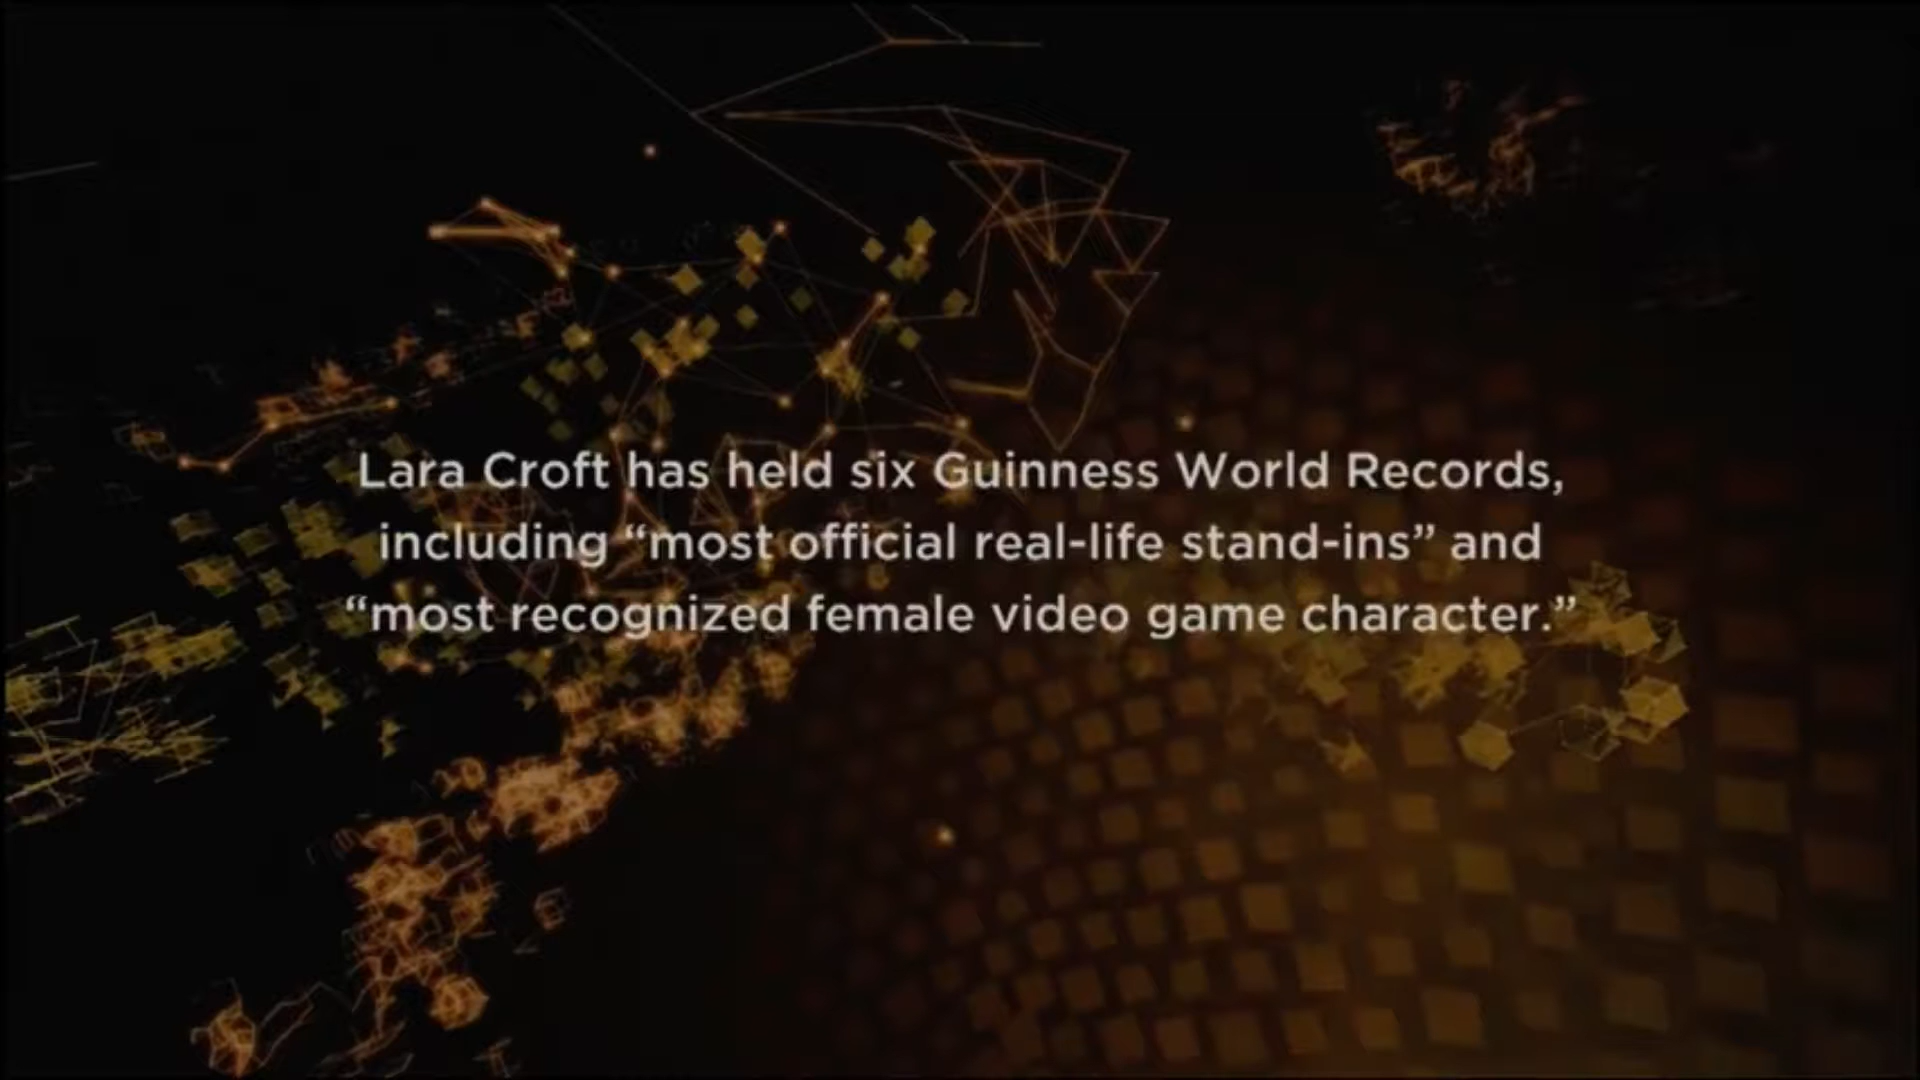 Lara Croft has held six Guinness World Records,
including “most official real-life stand-ins” and
“most recognized female video game character.”